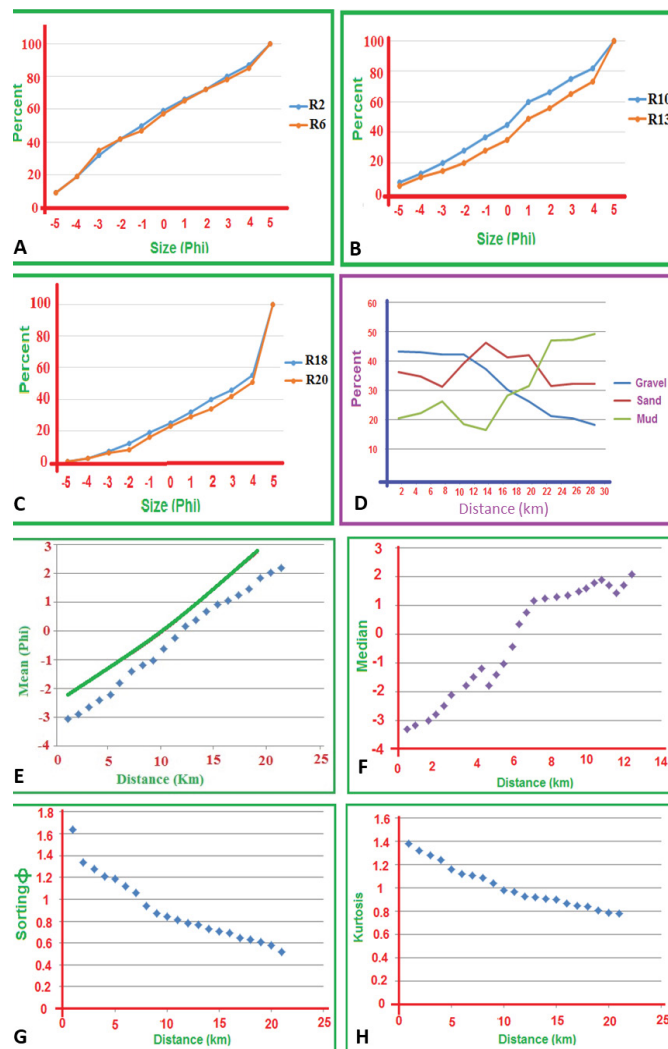 100
80
60
40
20
0
Percent
-5 -4 -3 -2 -1 0 1 2 3 4 5
Size (Phi)
R2
R6
A
100
80
60
40
20
0
Percent
-5 -4 -3 -2 -1 0 1 2 3 4 5
Size (Phi)
R10
R13
B
100
80
60
40
20
0
Percent
-5 -4 -3 -2 -1 0 1 2 3 4 5
Size (Phi)
R18
R20
C
60
50
40
30
20
10
Percent
2 4 6 8 10 12 14 16 18 20 22 24 26 28 30
Distance (km)
Gravel
Sand
Mud
D
3
2
1
0
-1
-2
-3
-4
Mean (Phi)
0 5 10 15 20 25
Distance (Km)
E
3
2
1
0
-1
-2
-3
-4
Median
0 2 4 6 8 10 12 14
Distance (km)
F
1.8
1.6
1.4
1.2
1
0.8
0.6
0.4
0.2
0
Sorting ϕ
0 5 10 15 20 25
Distance (km)
G
1.6
1.4
1.2
1
0.8
0.6
0.4
0.2
0
Kurtosis
0 5 10 15 20 25
Distance (km)
H